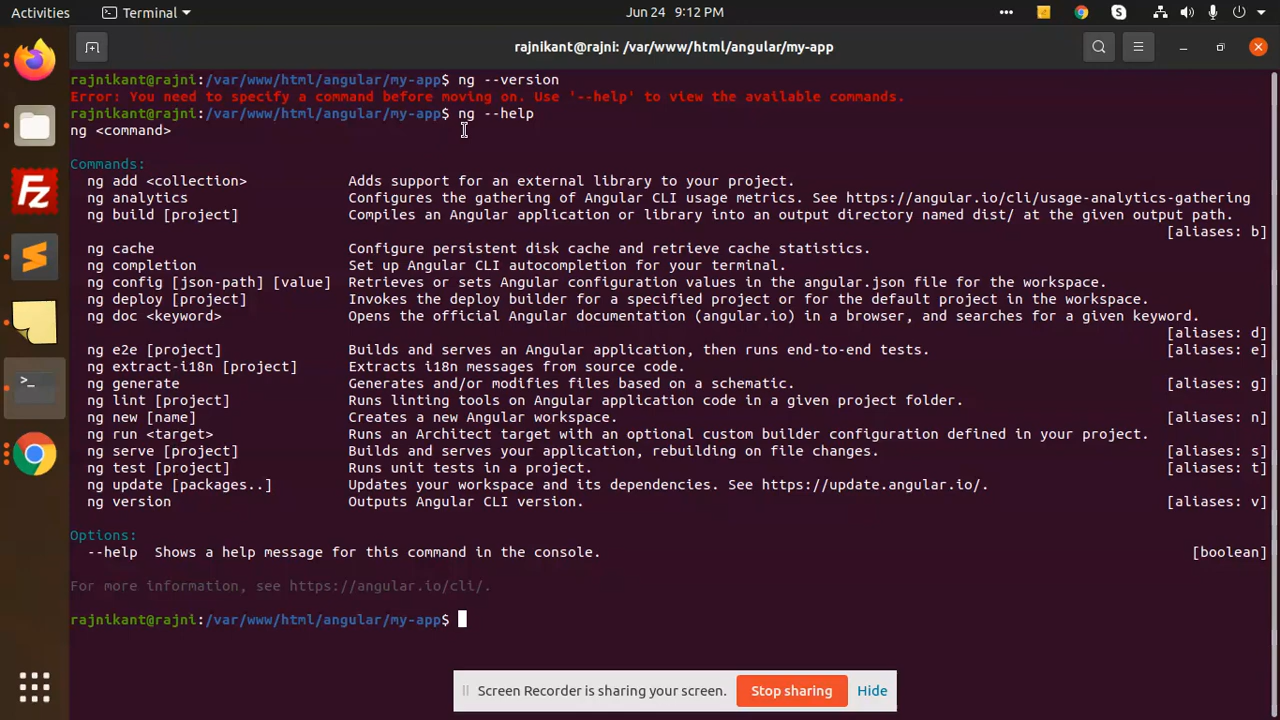 Activities
Terminal
Jun 24 9:12 PM
rajnikant@rajni: /var/www/html/angular/my-app
rajnikant@rajni:/var/www/html/angular/my-app$ ng --version
Error: You need to specify a command before moving on. Use '--help' to view the available commands.
rajnikant@rajni:/var/www/html/angular/my-app$ ng --help
ng <command>
Commands:
ng add <collection> Adds support for an external library to your project.
ng analytics Configures the gathering of Angular CLI usage metrics. See https://angular.io/cli/usage-analytics-gathering
ng build [project] Compiles an Angular application or library into an output directory named dist/ at the given output path.
[aliases: b]
ng cache Configure persistent disk cache and retrieve cache statistics.
ng completion Set up Angular CLI autocompletion for your terminal.
ng config [json-path] [value] Retrieves or sets Angular configuration values in the angular.json file for the workspace.
ng deploy [project] Invokes the deploy builder for a specified project or for the default project in the workspace.
ng doc <keyword> Opens the official Angular documentation (angular.io) in a browser, and searches for a given keyword.
[aliases: d]
ng e2e [project] Builds and serves an Angular application, then runs end-to-end tests. [aliases: e]
ng extract-i18n [project] Extracts i18n messages from source code.
ng generate Generates and/or modifies files based on a schematic. [aliases: g]
ng lint [project] Runs linting tools on Angular application code in a given project folder.
ng new [name] Creates a new Angular workspace. [aliases: n]
ng run <target> Runs an Architect target with an optional custom builder configuration defined in your project.
ng serve [project] Builds and serves your application, rebuilding on file changes. [aliases: s]
ng test [project] Runs unit tests in a project. [aliases: t]
ng update [packages..] Updates your workspace and its dependencies. See https://update.angular.io/.
ng version Outputs Angular CLI version. [aliases: v]
Options:
--help Shows a help message for this command in the console. [boolean]
For more information, see https://angular.io/cli/.
rajnikant@rajni:/var/www/html/angular/my-app$
Screen Recorder is sharing your screen.
Stop sharing
Hide